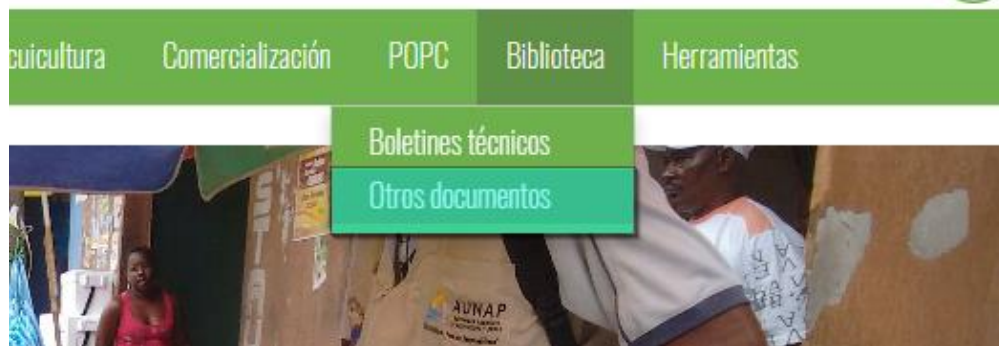 cuicultura Comercialización POPC Biblioteca Herramientas
Boletines técnicos
Otros documentos
AUNAP